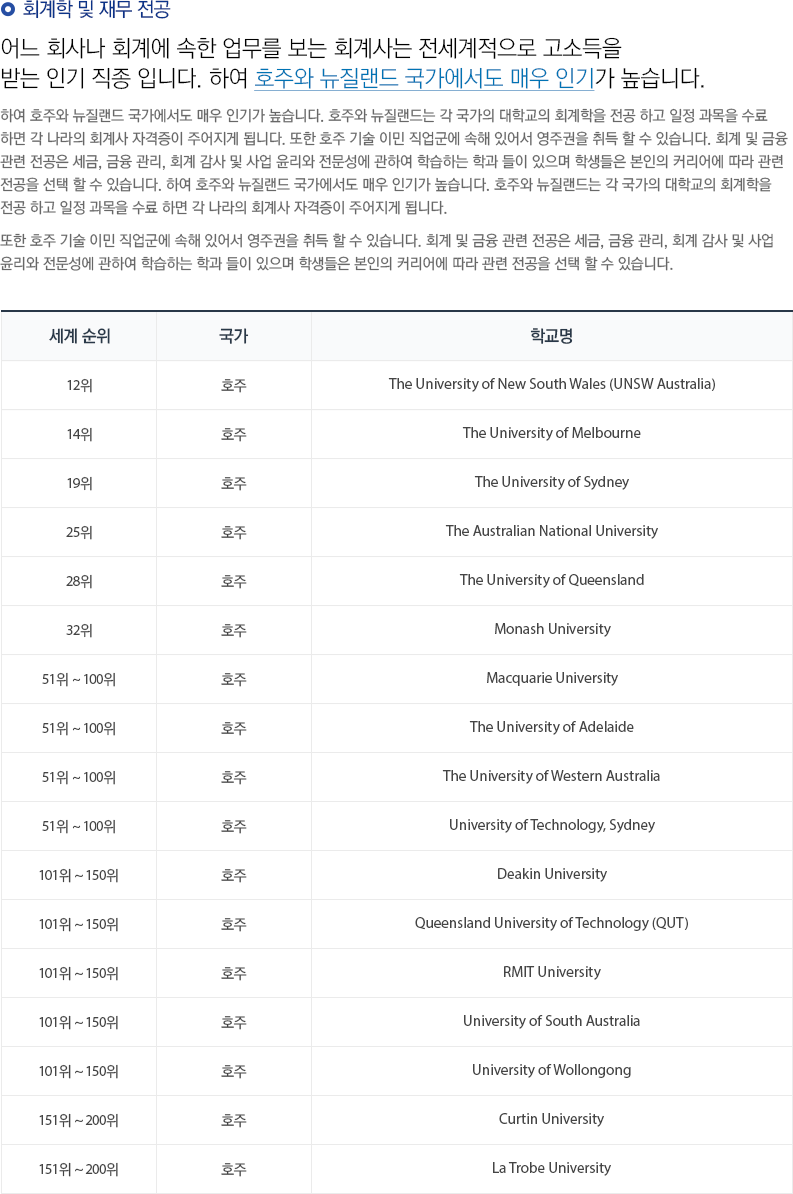 회계학 및 재무 전공
어느 회사나 회계에 속한 업무를 보는 회계사는 전세계적으로 고소득을
받는 인기 직종 입니다. 하여 호주와 뉴질랜드 국가에서도 매우 인기가 높습니다.
하여 호주와 뉴질랜드 국가에서도 매우 인기가 높습니다. 호주와 뉴질랜드는 각 국가의 대학교의 회계학을 전공 하고 일정 과목을 수료
하면 각 나라의 회계사 자격증이 주어지게 됩니다. 또한 호주 기술 이민 직업군에 속해 있어서 영주권을 취득 할 수 있습니다. 회계 및 금융
관련 전공은 세금, 금융 관리, 회계 감사 및 사업 윤리와 전문성에 관하여 학습하는 학과 들이 있으며 학생들은 본인의 커리어에 따라 관련
전공을 선택 할 수 있습니다. 하여 호주와 뉴질랜드 국가에서도 매우 인기가 높습니다. 호주와 뉴질랜드는 각 국가의 대학교의 회계학을
전공 하고 일정 과목을 수료 하면 각 나라의 회계사 자격증이 주어지게 됩니다.
또한 호주 기술 이민 직업군에 속해 있어서 영주권을 취득 할 수 있습니다. 회계 및 금융 관련 전공은 세금, 금융 관리, 회계 감사 및 사업
윤리와 전문성에 관하여 학습하는 학과 들이 있으며 학생들은 본인의 커리어에 따라 관련 전공을 선택 할 수 있습니다.
세계 순위 국가 학교명
12위 호주 The University of New South Wales (UNSW Australia)
14위 호주 The University of Melbourne
19위 호주 The University of Sydney
25위 호주 The Australian National University
28위 호주 The University of Queensland
32위 호주 Monash University
51위 ~ 100위 호주 Macquarie University
51위 ~ 100위 호주 The University of Adelaide
51위 ~ 100위 호주 The University of Western Australia
51위 ~ 100위 호주 University of Technology, Sydney
101위 ~ 150위 호주 Deakin University
101위 ~ 150위 호주 Queensland University of Technology (QUT)
101위 ~ 150위 호주 RMIT University
101위 ~ 150위 호주 University of South Australia
101위 ~ 150위 호주 University of Wollongong
151위 ~ 200위 호주 Curtin University
151위 ~ 200위 호주 La Trobe University